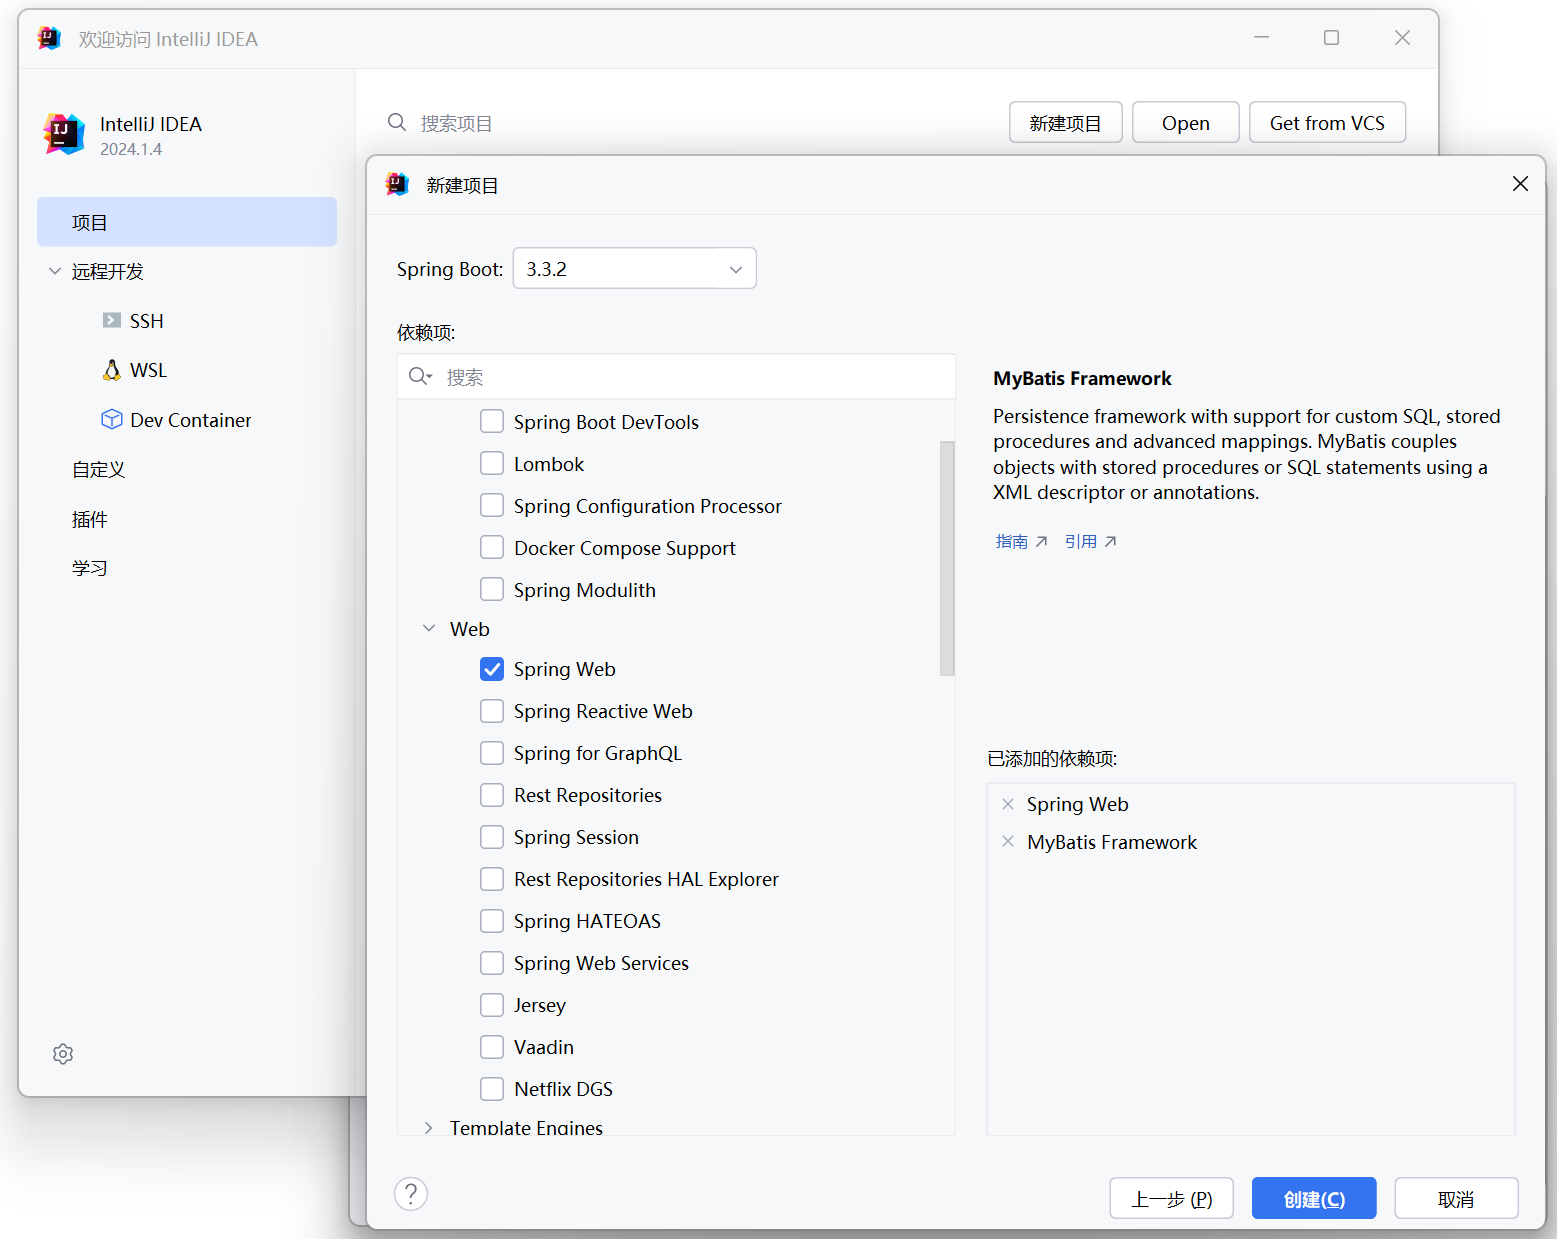 欢迎访问 IntelliJ IDEA
IntelliJ IDEA
2024.1.4
搜索项目
新建项目
Open
Get from VCS
项目
远程开发
SSH
WSL
Dev Container
自定义
插件
学习
新建项目
Spring Boot:
3.3.2
依赖项:
搜索
Spring Boot DevTools
Lombok
Spring Configuration Processor
Docker Compose Support
Spring Modulith
Web
Spring Web
Spring Reactive Web
Spring for GraphQL
Rest Repositories
Spring Session
Rest Repositories HAL Explorer
Spring HATEOAS
Spring Web Services
Jersey
Vaadin
Netflix DGS
Template Engines
MyBatis Framework
Persistence framework with support for custom SQL, stored
procedures and advanced mappings. MyBatis couples
objects with stored procedures or SQL statements using a
XML descriptor or annotations.
指南 ↗ 引用 ↗
已添加的依赖项:
Spring Web
MyBatis Framework
?
上一步 (P)
创建(C)
取消